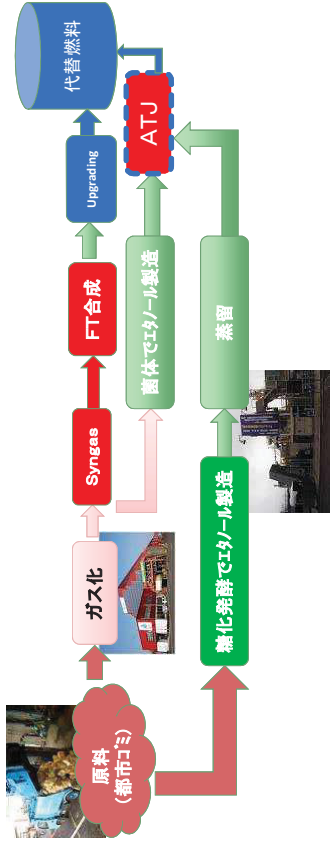 原料
(都市ｺﾞﾐ)
ガス化
Syngas
FT合成
Upgrading
代替燃料
菌体でｴﾀﾉｰﾙ製造
ATJ
糖化発酵でｴﾀﾉｰﾙ製造
蒸留